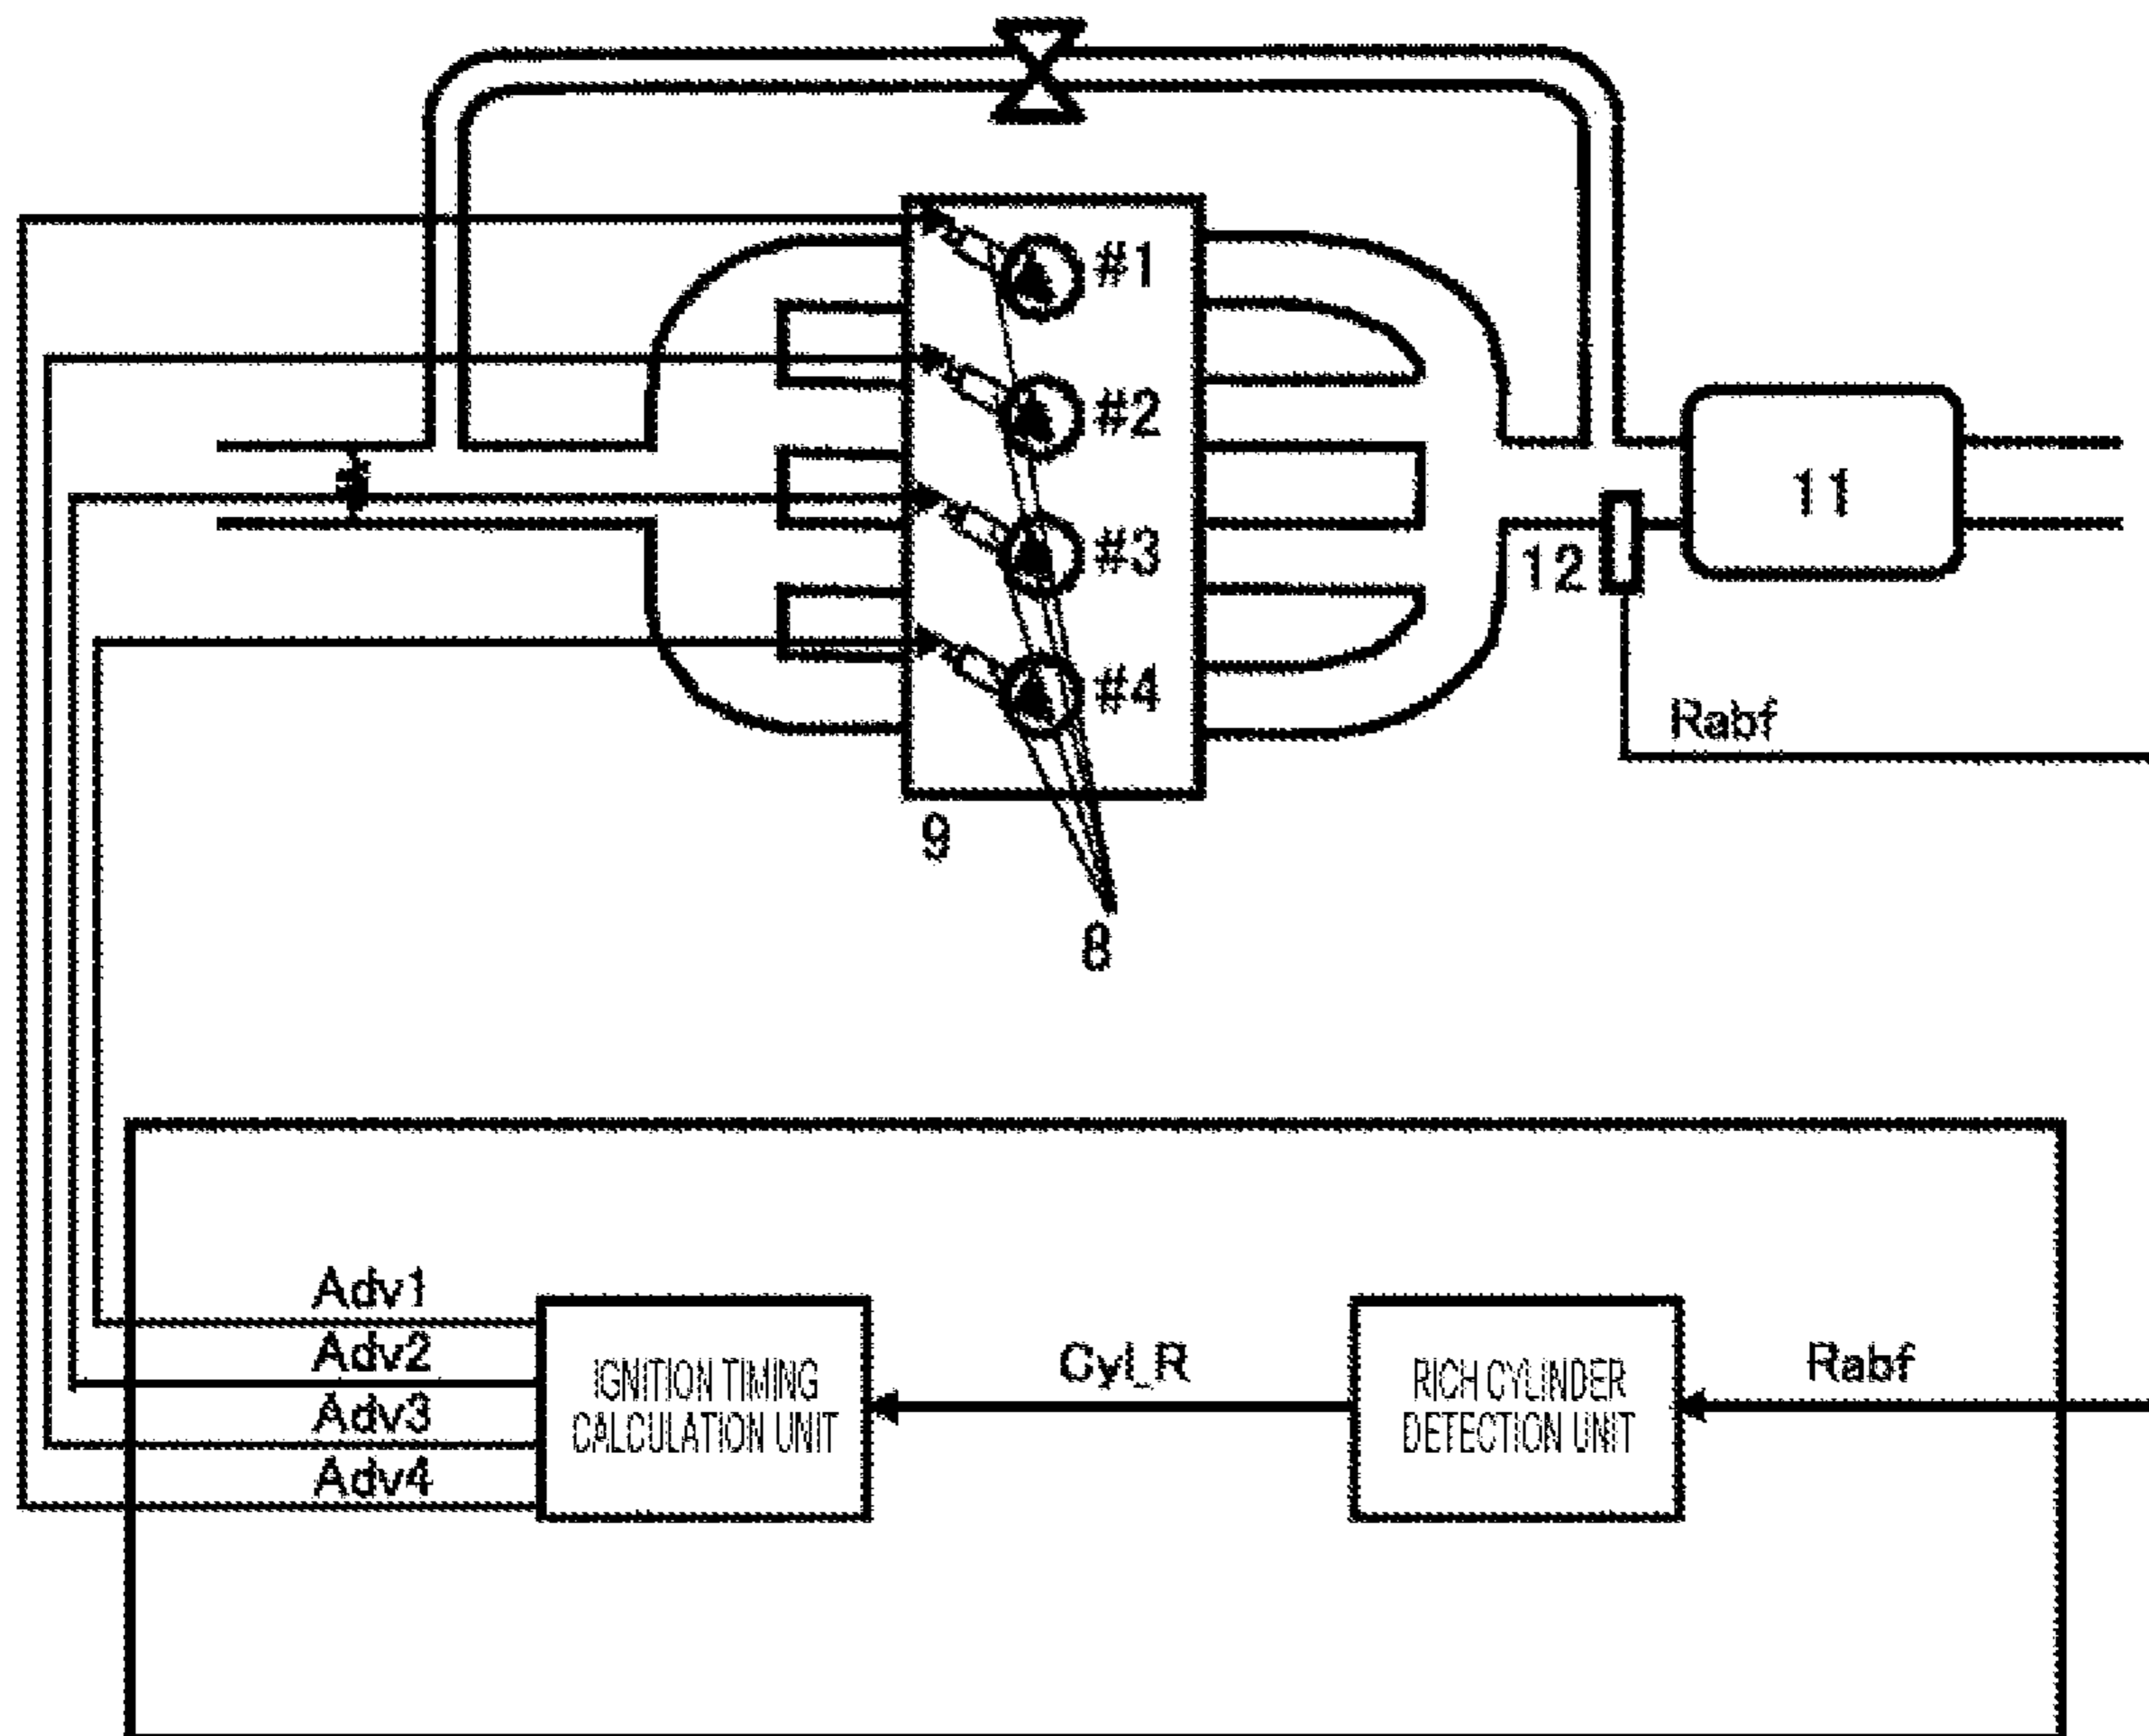 #1
#2
11
#3
12
#4
Rabf
9
8
Adv1
Adv2
Adv3
Adv4
IGNITION TIMING
CALCULATION UNIT
Cyl_R
RICH CYLINDER
DETECTION UNIT
Rabf